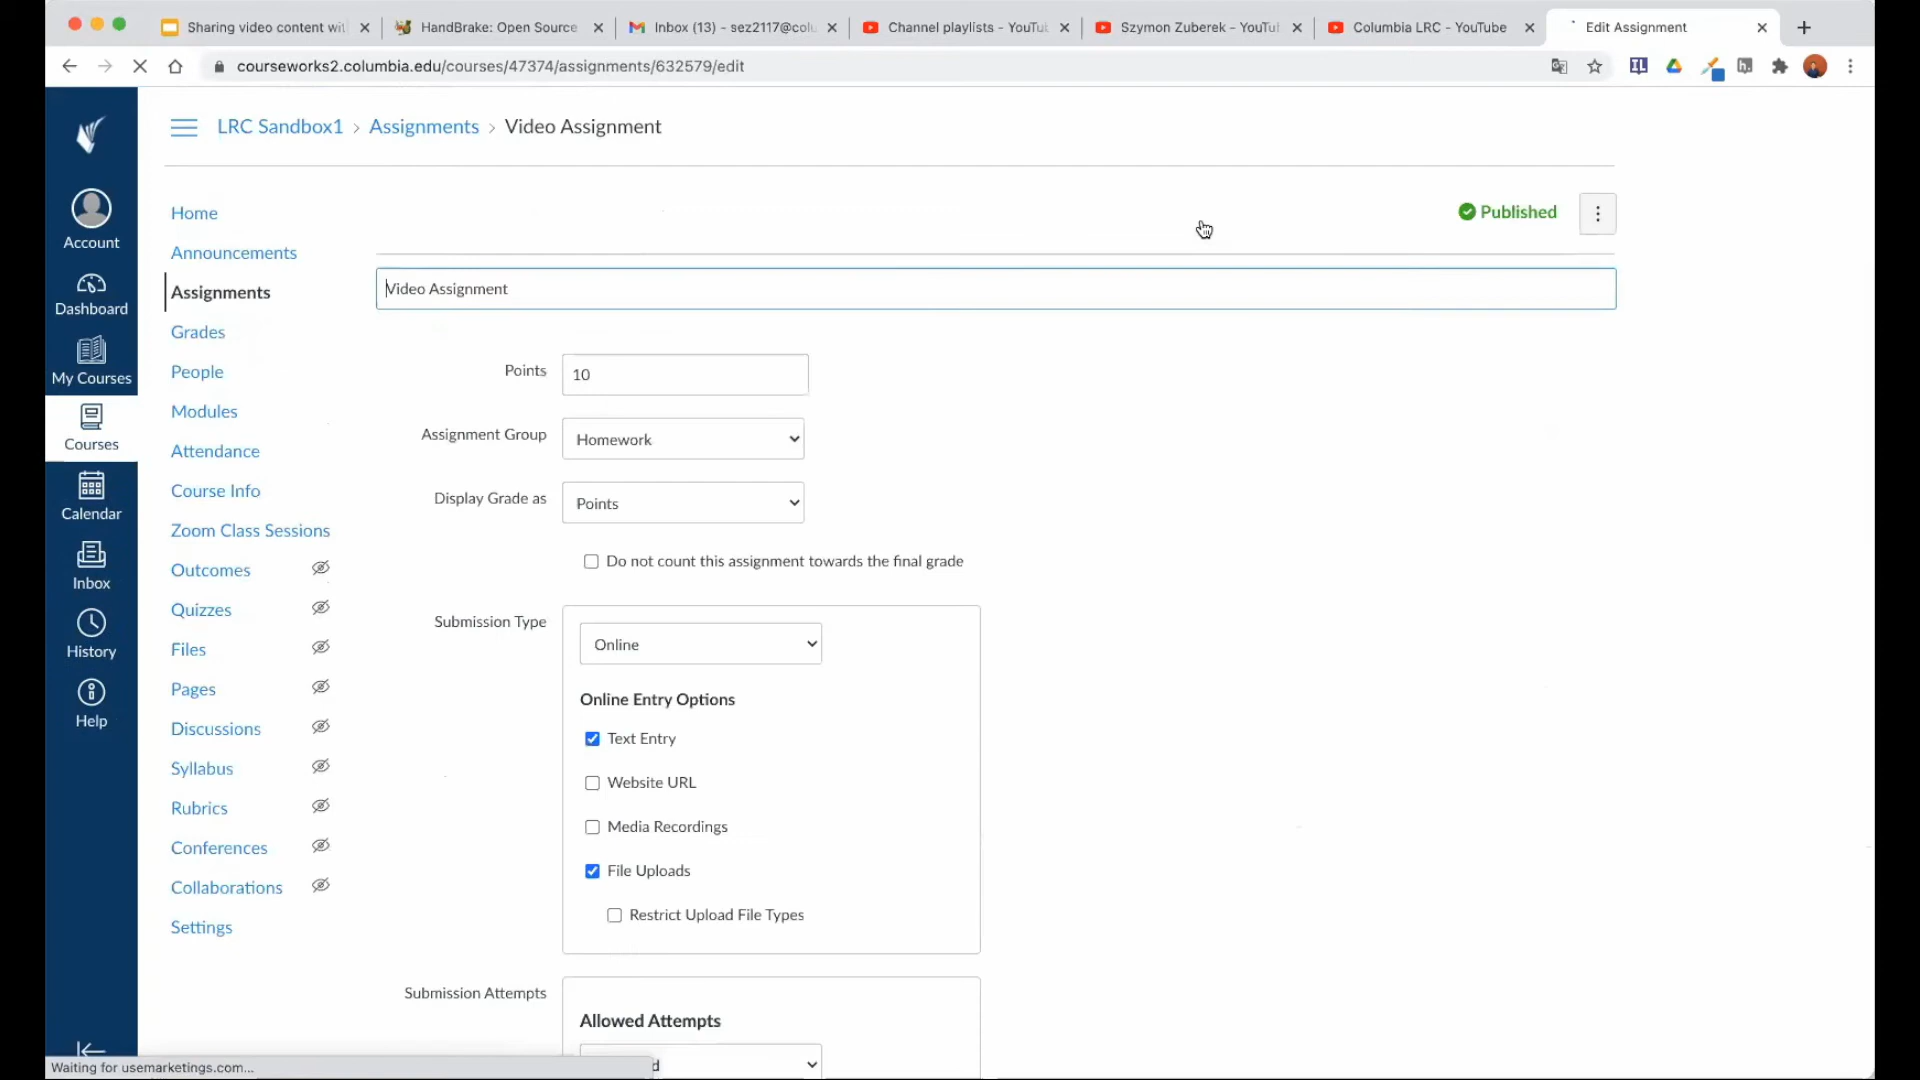 Sharing video content wit
HandBrake: Open Source
Inbox (13) - sez2117@colu
Channel playlists - YouTub
Szymon Zuberek - YouTub
Columbia LRC - YouTube
Edit Assignment
courseworks2.columbia.edu/courses/47374/assignments/632579/edit
LRC Sandbox1 > Assignments > Video Assignment
Account
Dashboard
My Courses
Courses
Calendar
Inbox
History
Help
Home
Announcements
Assignments
Grades
People
Modules
Attendance
Course Info
Zoom Class Sessions
Outcomes
Quizzes
Files
Pages
Discussions
Syllabus
Rubrics
Conferences
Collaborations
Settings
Published
Video Assignment
Points
10
Assignment Group
Homework
Display Grade as
Points
Do not count this assignment towards the final grade
Submission Type
Online
Online Entry Options
Text Entry
Website URL
Media Recordings
File Uploads
Restrict Upload File Types
Submission Attempts
Allowed Attempts
Waiting for usemarketings.com...